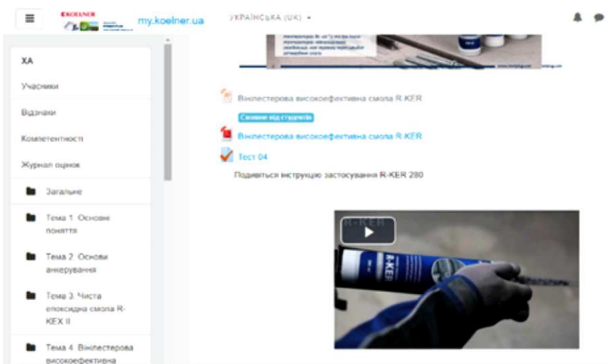 KOELNER
my.koelner.ua
УКРАЇНСЬКА (UK)
ХА
Учасники
Відзнаки
Компетентності
Журнал оцінок
Загальне
Тема 1. Основні
поняття
Тема 2. Основи
анкерування
Тема 3. Чиста
епоксидна смола R-
KEX II
Тема 4. Вінілестерова
високоефективна
Вінілестерова високоефективна смола R-KER
Сховане від студентів
Вінілестерова високоефективна смола R-KER
Тест 04
Подивіться інструкцію застосування R-KER 280
R-KER
R-KER